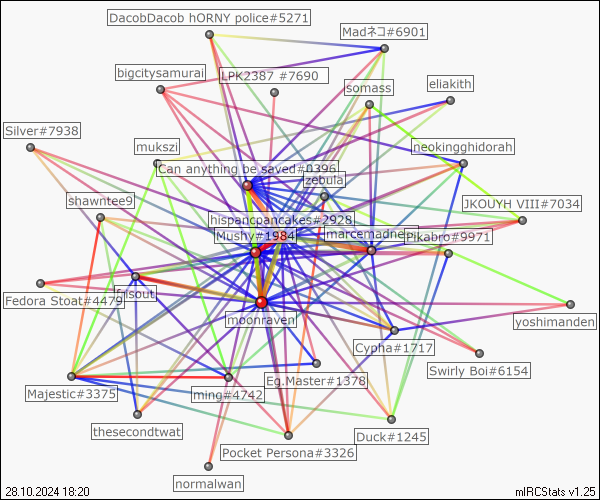 DacobDacob hORNY police#5271
Madネコ#6901
bigcitysamurai
LPK2387 #7690
somass
eliakith
Silver#7938
mukszi
neokingghidorah
Can anything be saved#0396
zebula
shawntee9
JKOUYH VIII#7034
hispancpancakes#2928
Mushy#1984
marcemadness
Pikabro#9971
Fedora Stoat#4479
frisout
moonraven
yoshimanden
Cypha#1717
Swirly Boi#6154
Majestic#3375
ming#4742
Eg.Master#1378
thesecondtwat
Duck#1245
Pocket Persona#3326
normalwan
28.10.2024 18:20
mIRCStats v1.25